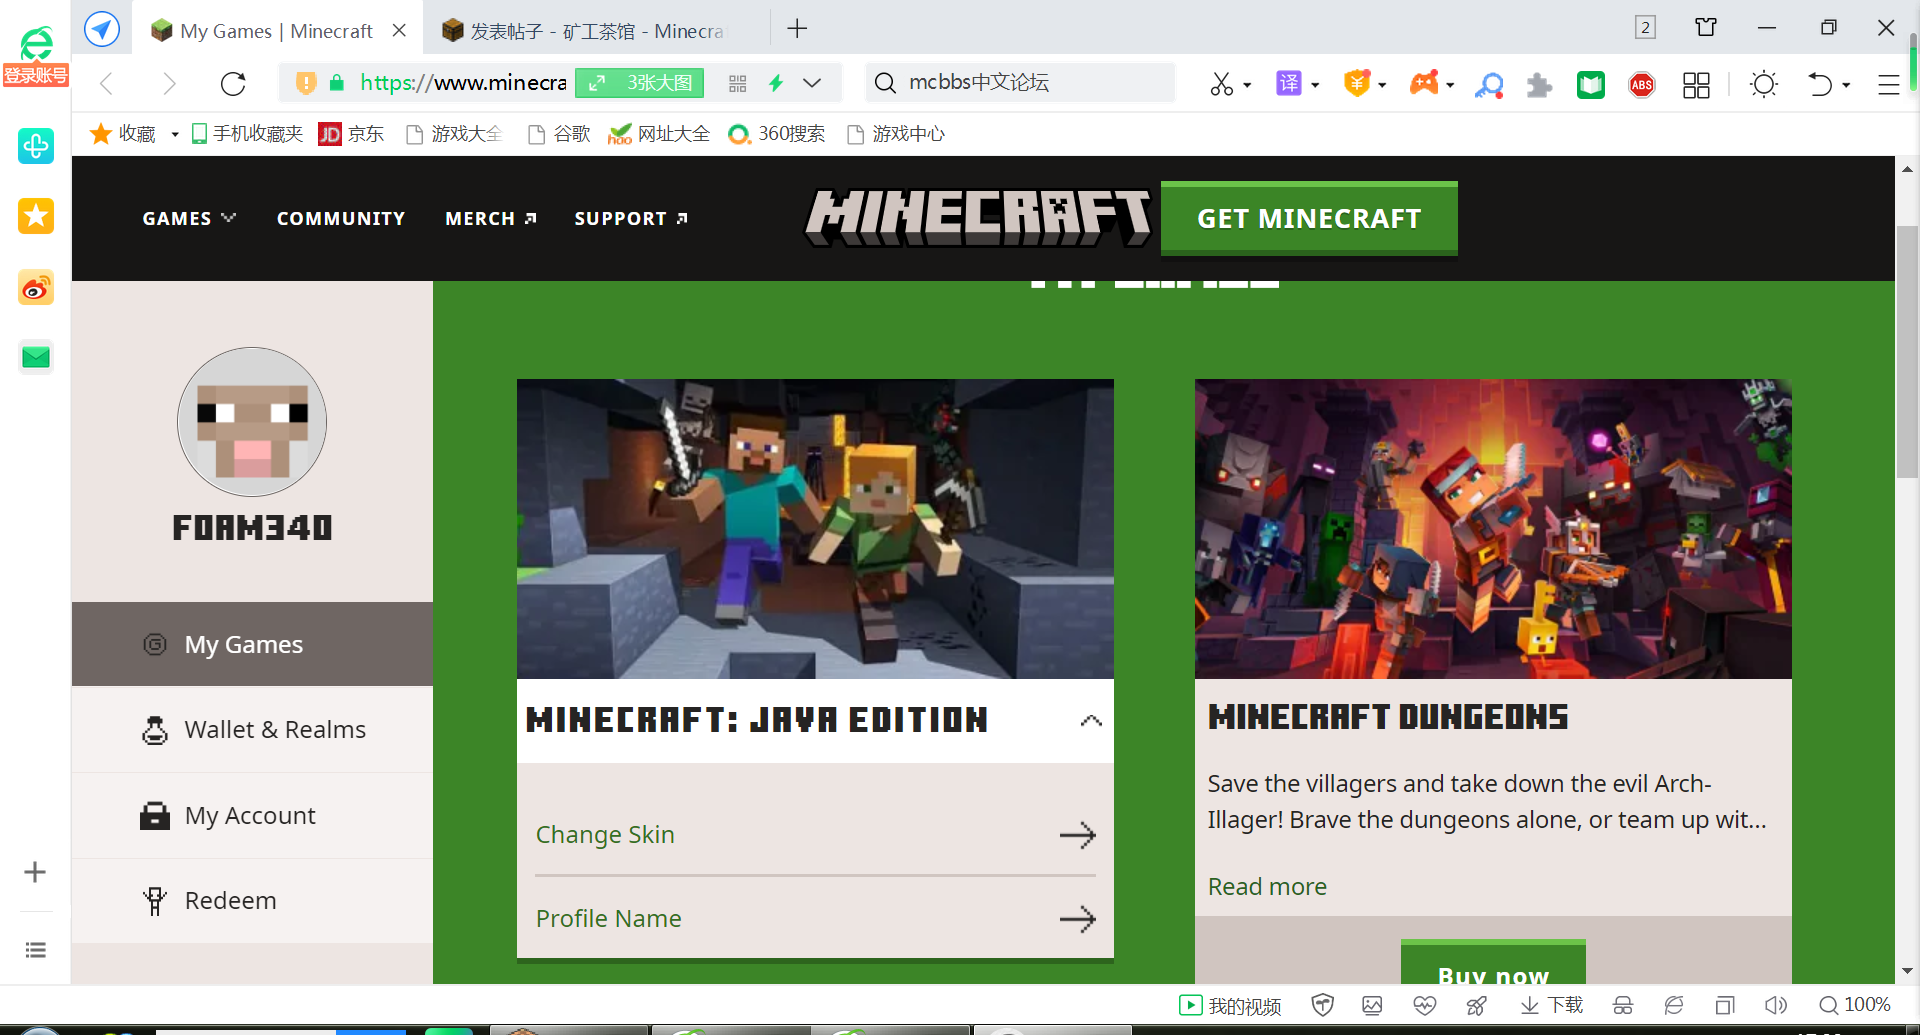 My Games | Minecraft
发表帖子 - 矿工茶馆 - Minecra
2
登录账号
https://www.minecra
3张大图
mcbbs中文论坛
译
ABS
收藏
手机收藏夹
JD 京东
游戏大全
谷歌
hao 网址大全
360搜索
游戏中心
GAMES
COMMUNITY
MERCH
SUPPORT
MINECRAFT
GET MINECRAFT
FORM340
My Games
Wallet & Realms
My Account
Redeem
MINECRAFT: JAVA EDITION
Change Skin
Profile Name
MINECRAFT DUNGEONS
Save the villagers and take down the evil Arch-
Illager! Brave the dungeons alone, or team up wit...
Read more
Buy now
我的视频
下载
100%